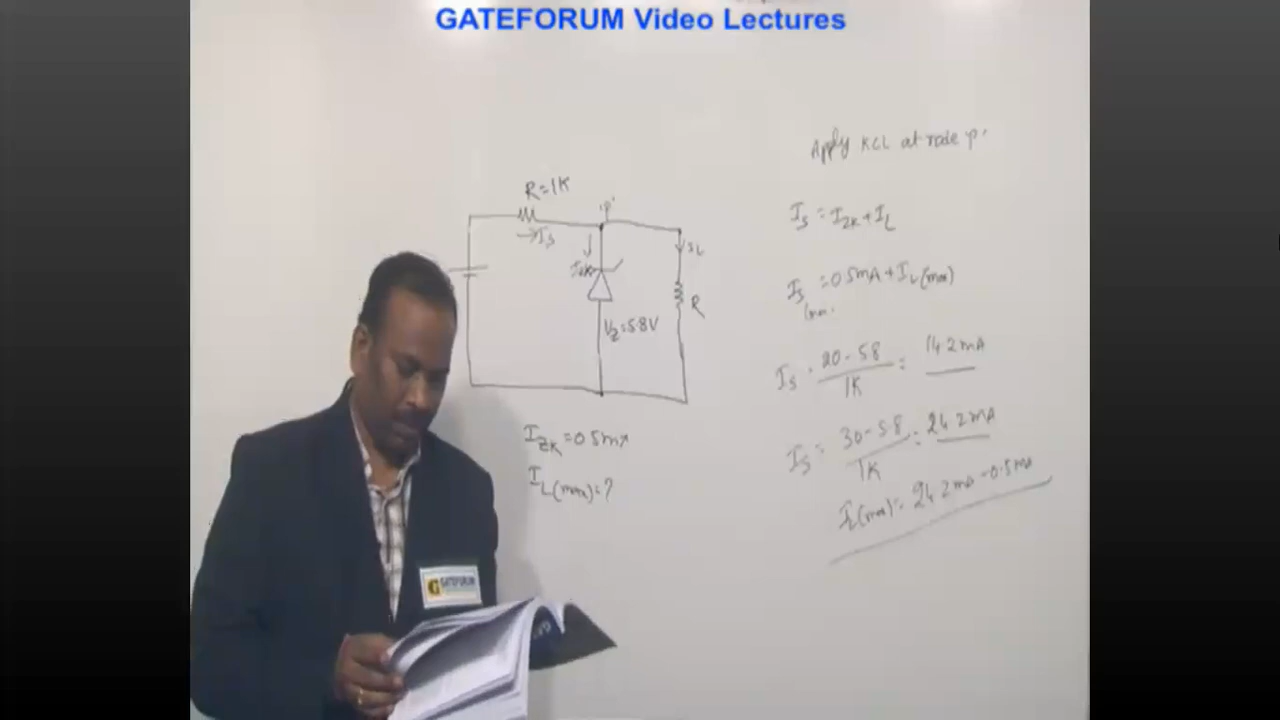 GATEFORUM Video Lectures
Apply KCL at node 'p'
R=1K
'p'
→Is
IL
Izk
R
Vz=5.8V
Is = IZK + IL
Is = 0.5mA + IL(max)
Is = 20-5.8 / 1K = 14.2mA
Is = 30-5.8 / 1K = 24.2mA
IL(max) = 24.2mA - 0.5mA
IZK = 0.5mA
IL(max) = ?
GATEFORUM